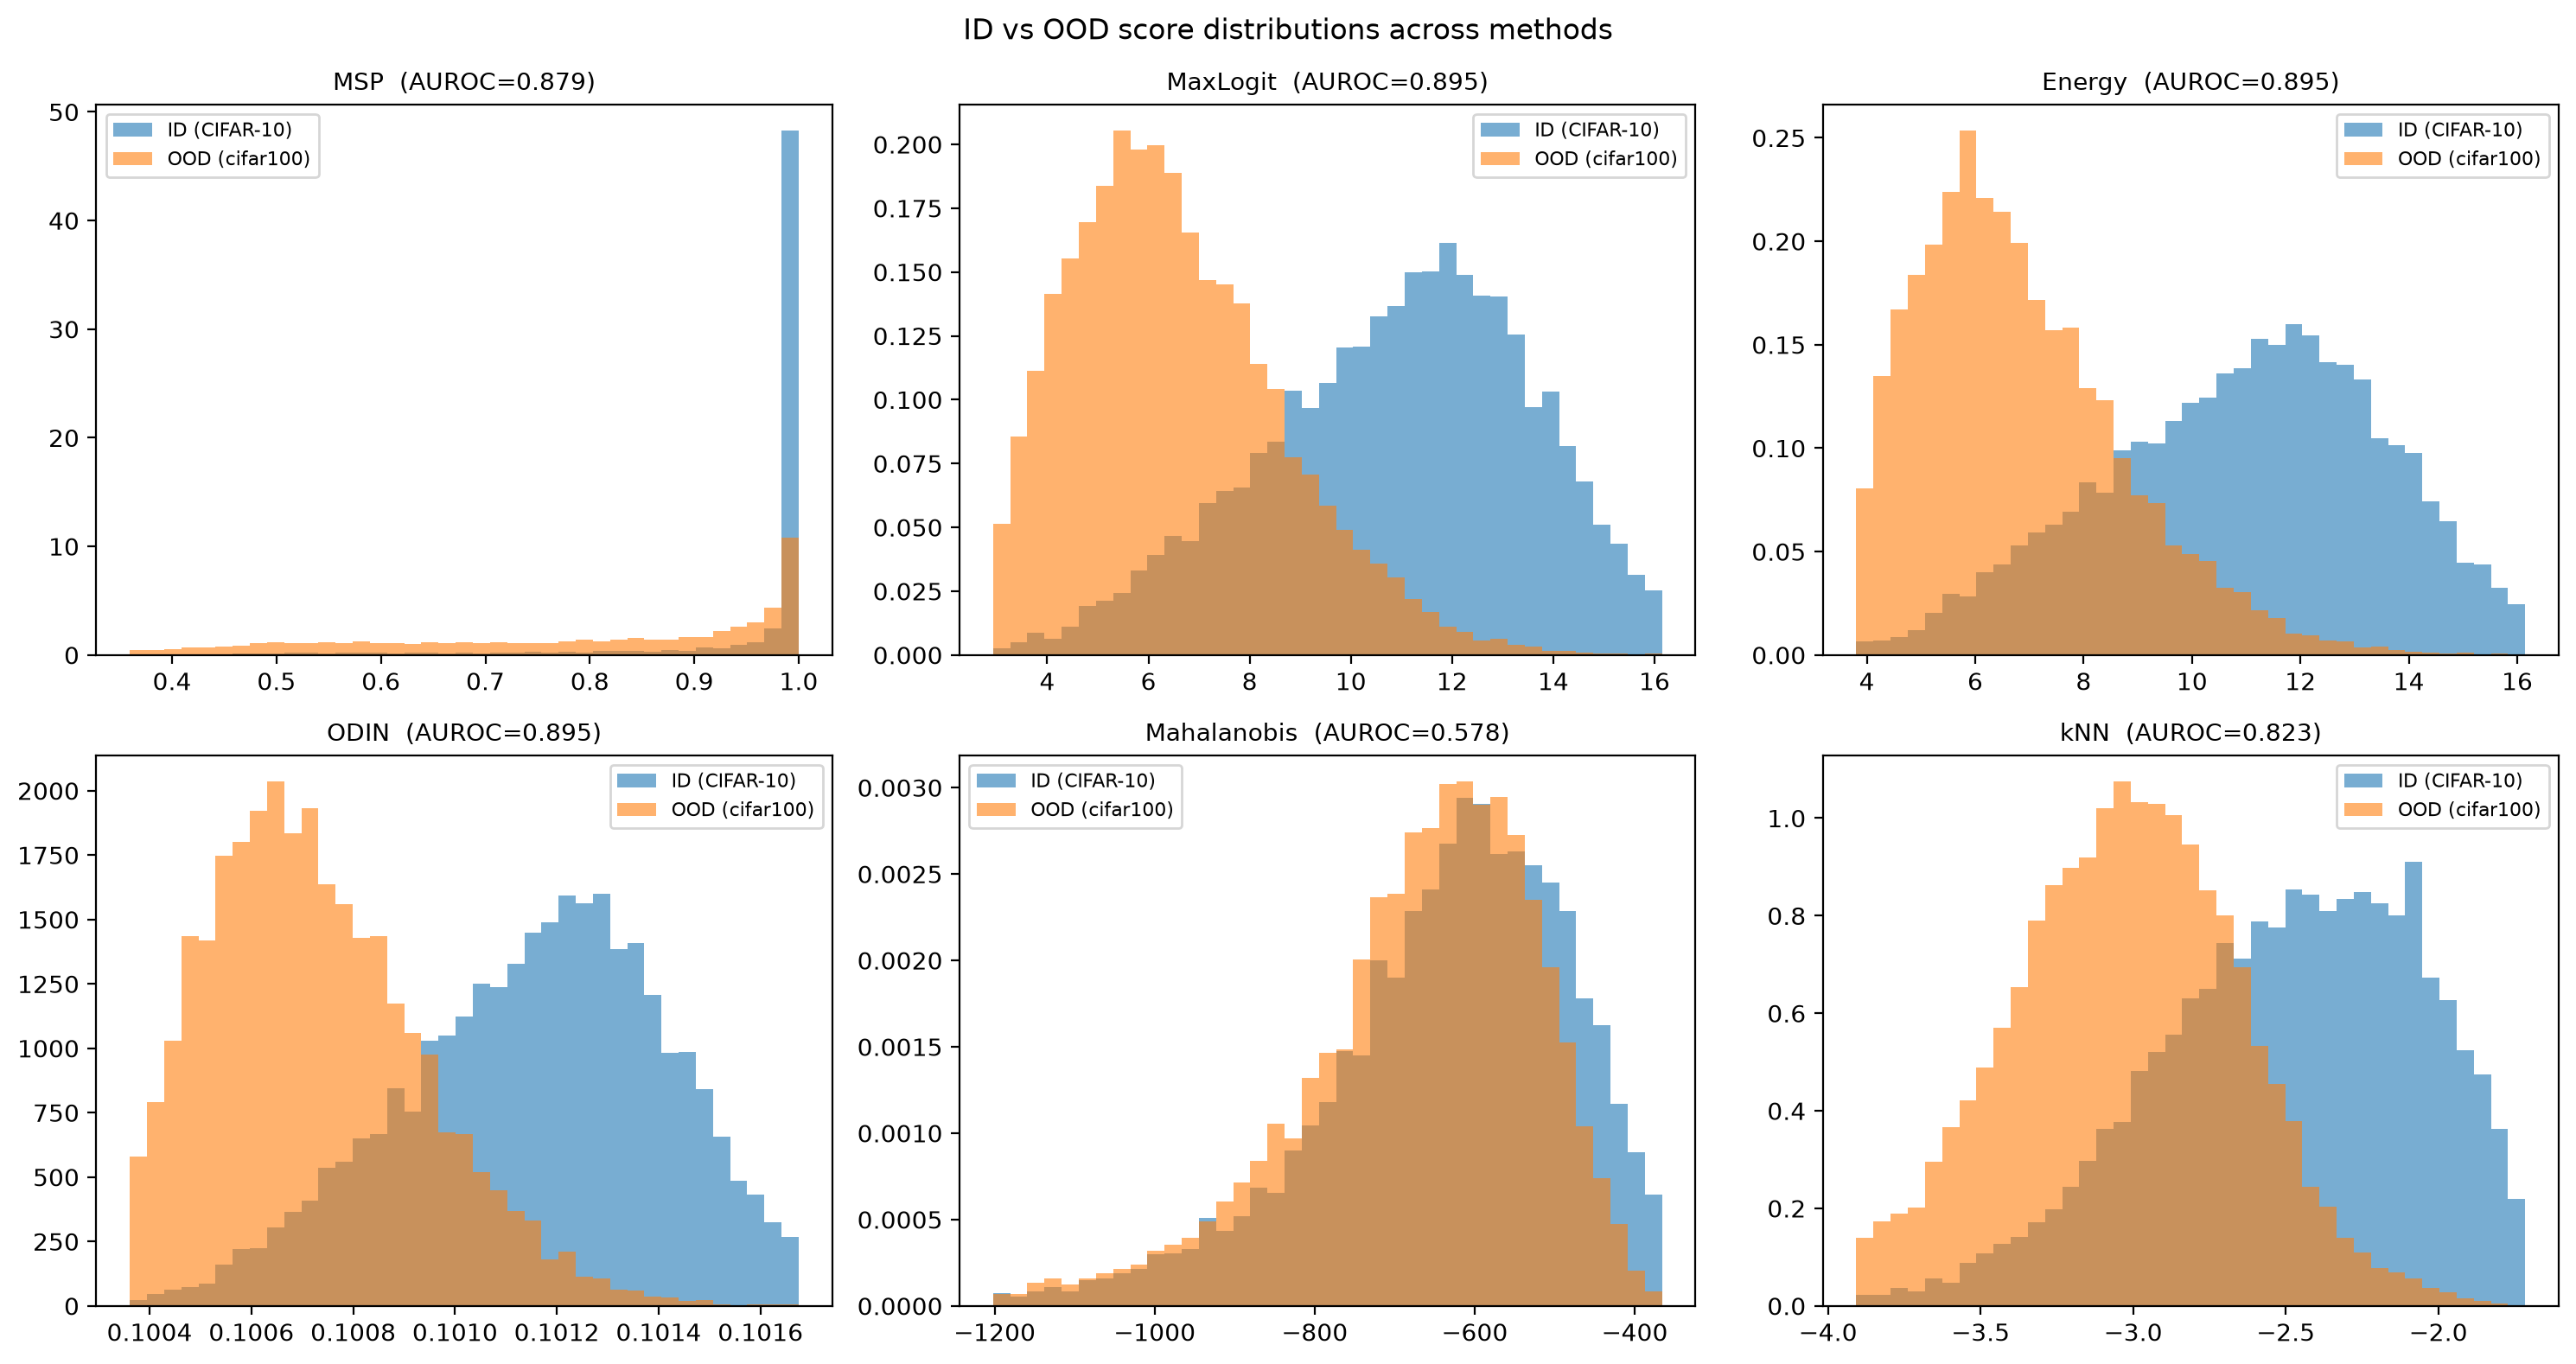 ID vs OOD score distributions across methods
MSP (AUROC=0.879)
50
40
30
20
10
0
0.4 0.5 0.6 0.7 0.8 0.9 1.0
ID (CIFAR-10)
OOD (cifar100)
MaxLogit (AUROC=0.895)
0.200
0.175
0.150
0.125
0.100
0.075
0.050
0.025
0.000
4 6 8 10 12 14 16
ID (CIFAR-10)
OOD (cifar100)
Energy (AUROC=0.895)
0.25
0.20
0.15
0.10
0.05
0.00
4 6 8 10 12 14 16
ID (CIFAR-10)
OOD (cifar100)
ODIN (AUROC=0.895)
2000
1750
1500
1250
1000
750
500
250
0
0.1004 0.1006 0.1008 0.1010 0.1012 0.1014 0.1016
ID (CIFAR-10)
OOD (cifar100)
Mahalanobis (AUROC=0.578)
0.0030
0.0025
0.0020
0.0015
0.0010
0.0005
0.0000
−1200 −1000 −800 −600 −400
ID (CIFAR-10)
OOD (cifar100)
kNN (AUROC=0.823)
1.0
0.8
0.6
0.4
0.2
0.0
−4.0 −3.5 −3.0 −2.5 −2.0
ID (CIFAR-10)
OOD (cifar100)